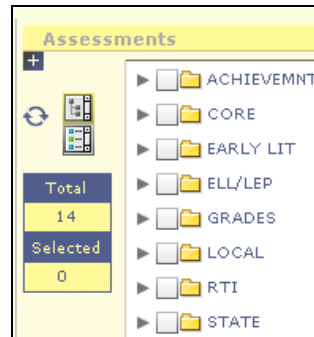 Assessments
ACHIEVEMNT
CORE
EARLY LIT
ELL/LEP
GRADES
LOCAL
RTI
STATE
Total
14
Selected
0